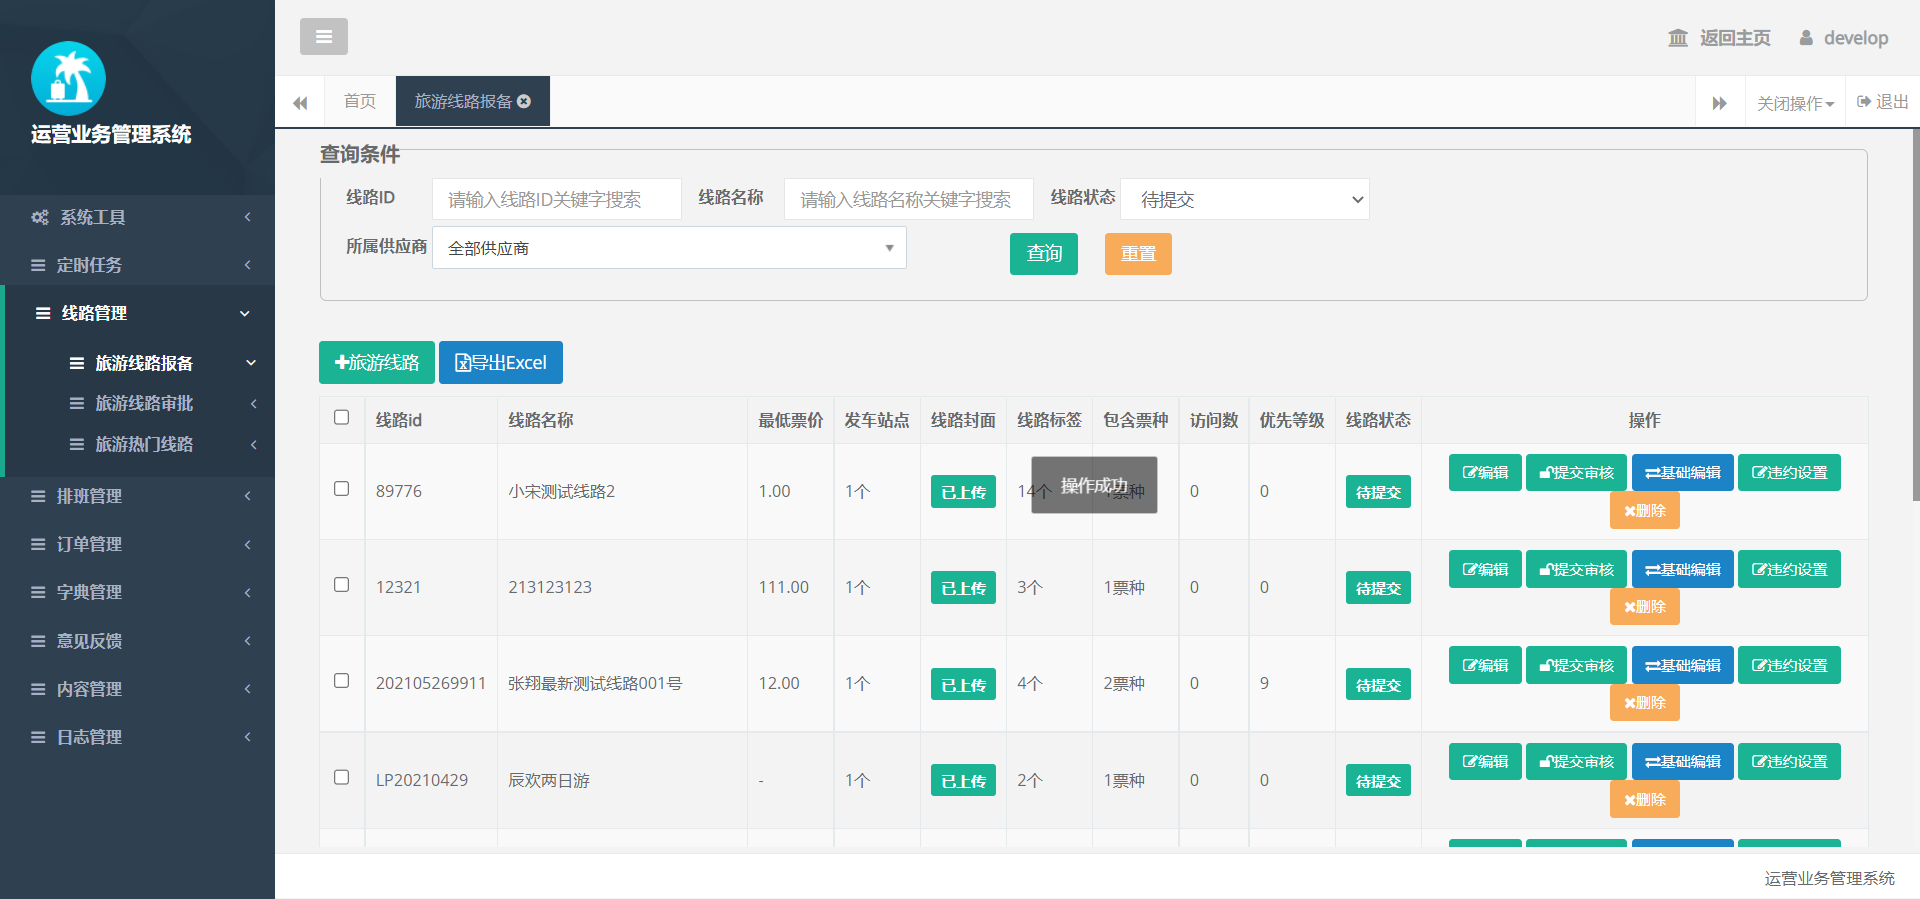 返回主页 develop
运营业务管理系统
首页 旅游线路报备 关闭操作 退出
系统工具
定时任务
线路管理
旅游线路报备
旅游线路审批
旅游热门线路
排班管理
订单管理
字典管理
意见反馈
内容管理
日志管理
查询条件
线路ID 请输入线路ID关键字搜索 线路名称 请输入线路名称关键字搜索 线路状态 待提交
所属供应商 全部供应商 查询 重置
旅游线路 导出Excel
线路id 线路名称 最低票价 发车站点 线路封面 线路标签 包含票种 访问数 优先等级 线路状态 操作
编辑 提交审核 基础编辑 违约设置
89776 小宋测试线路2 1.00 1个 已上传 14个 1票种 0 0 待提交
操作成功
删除
编辑 提交审核 基础编辑 违约设置
12321 213123123 111.00 1个 已上传 3个 1票种 0 0 待提交
删除
编辑 提交审核 基础编辑 违约设置
202105269911 张翔最新测试线路001号 12.00 1个 已上传 4个 2票种 0 9 待提交
删除
编辑 提交审核 基础编辑 违约设置
LP20210429 辰欢两日游 - 1个 已上传 2个 1票种 0 0 待提交
删除
运营业务管理系统